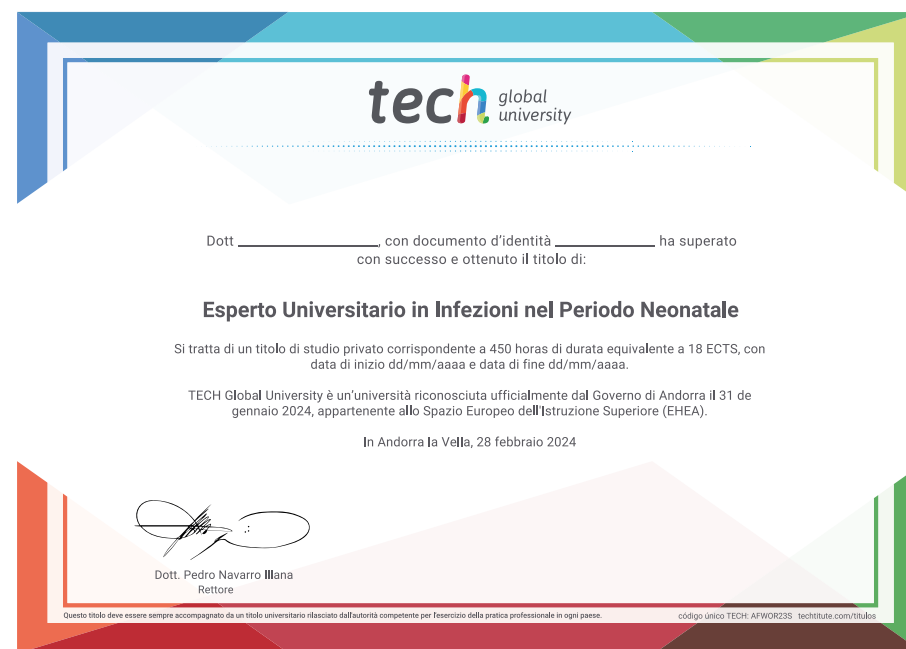 tech global university
Dott ____________________, con documento d'identità ______________ ha superato
con successo e ottenuto il titolo di:
Esperto Universitario in Infezioni nel Periodo Neonatale
Si tratta di un titolo di studio privato corrispondente a 450 horas di durata equivalente a 18 ECTS, con
data di inizio dd/mm/aaaa e data di fine dd/mm/aaaa.
TECH Global University è un'università riconosciuta ufficialmente dal Governo di Andorra il 31 de
gennaio 2024, appartenente allo Spazio Europeo dell'Istruzione Superiore (EHEA).
In Andorra la Vella, 28 febbraio 2024
Dott. Pedro Navarro Illana
Rettore
Questo titolo deve essere sempre accompagnato da un titolo universitario rilasciato dall'autorità competente per l'esercizio della pratica professionale in ogni paese.
código único TECH: AFWOR23S techtitute.com/titulos